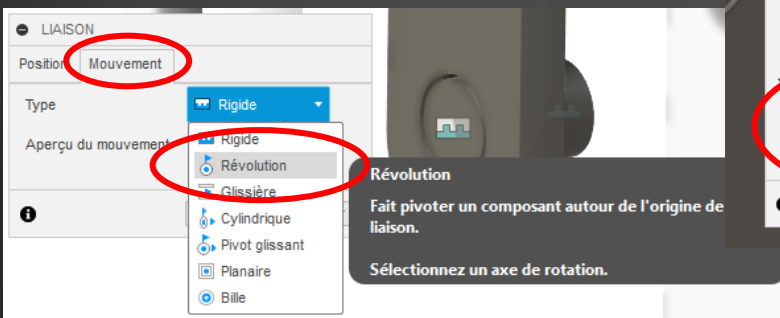 LIAISON
Position Mouvement
Type Rigide
Aperçu du mouvement
Rigide
Révolution
Glissière
Cylindrique
Pivot glissant
Planaire
Bille
Révolution
Fait pivoter un composant autour de l'origine de
liaison.
Sélectionnez un axe de rotation.